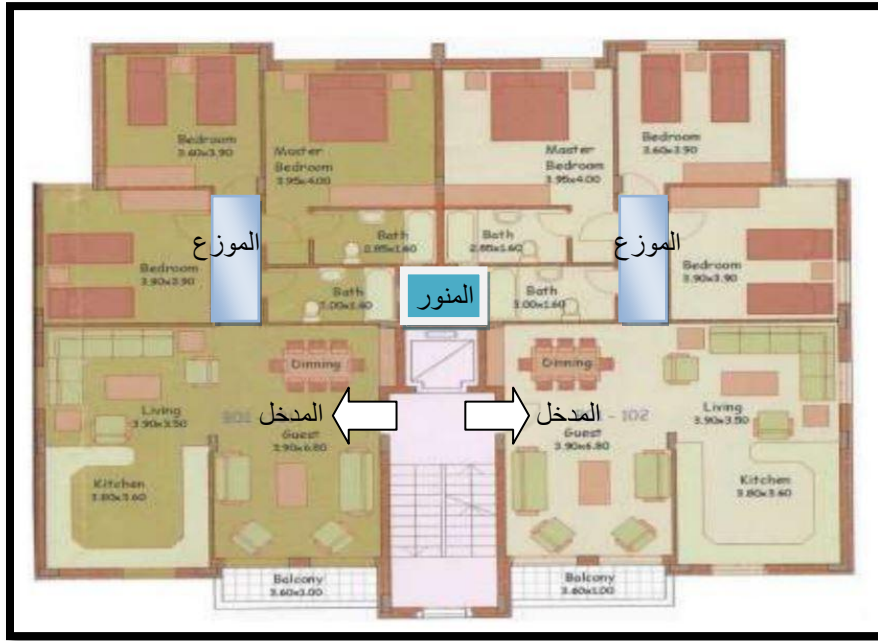 Bedroom
3.60x3.90
Master
Bedroom
3.95x4.00
Master
Bedroom
3.95x4.00
Bedroom
3.60x3.90
الموزع
Bath
2.85x1.60
Bath
2.85x1.60
الموزع
Bedroom
3.90x3.90
Bath
3.00x1.60
المنور
Bath
3.00x1.60
Bedroom
3.90x3.90
Dinning
Dinning
Living
3.90x3.50
المدخل
Guest
3.90x6.80
المدخل
- 102
Guest
3.90x6.80
Living
3.90x3.50
Kitchen
3.80x3.60
Kitchen
3.80x3.60
Balcony
3.60x1.00
Balcony
3.60x1.00